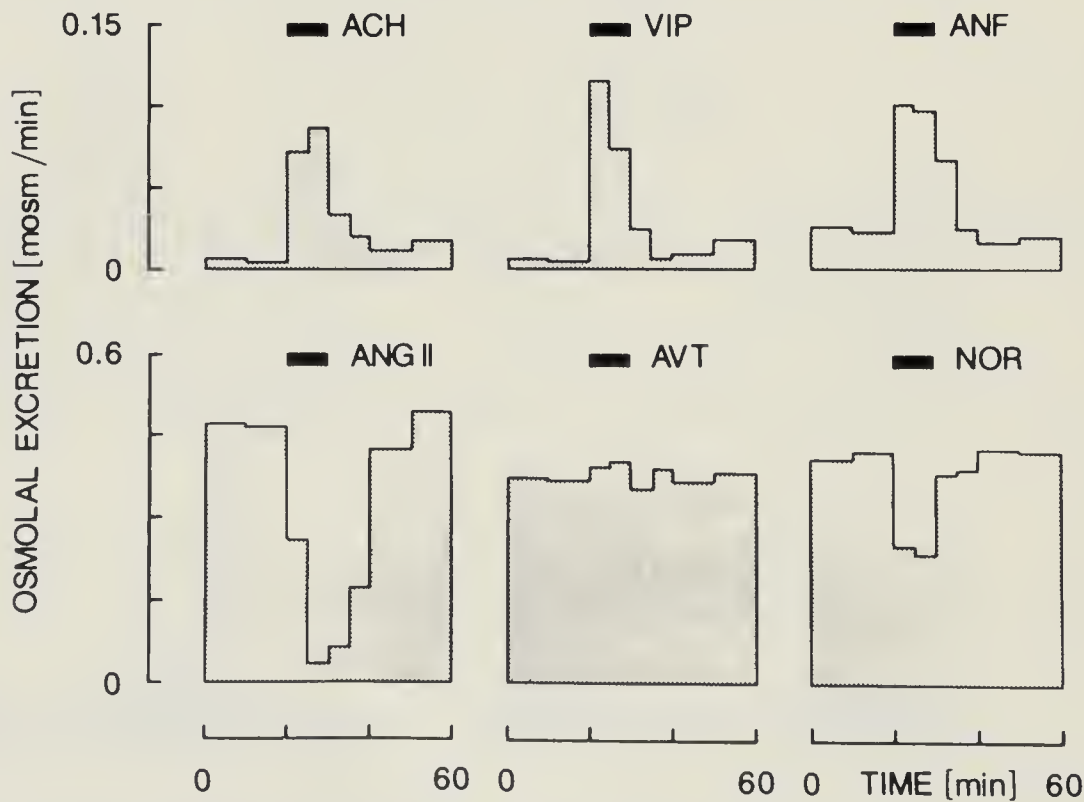 0.15
ACH
VIP
ANF
0
OSMOLAL EXCRETION [mosm/min]
0.6
ANG II
AVT
NOR
0
0 60
0 60
0 TIME [min] 60